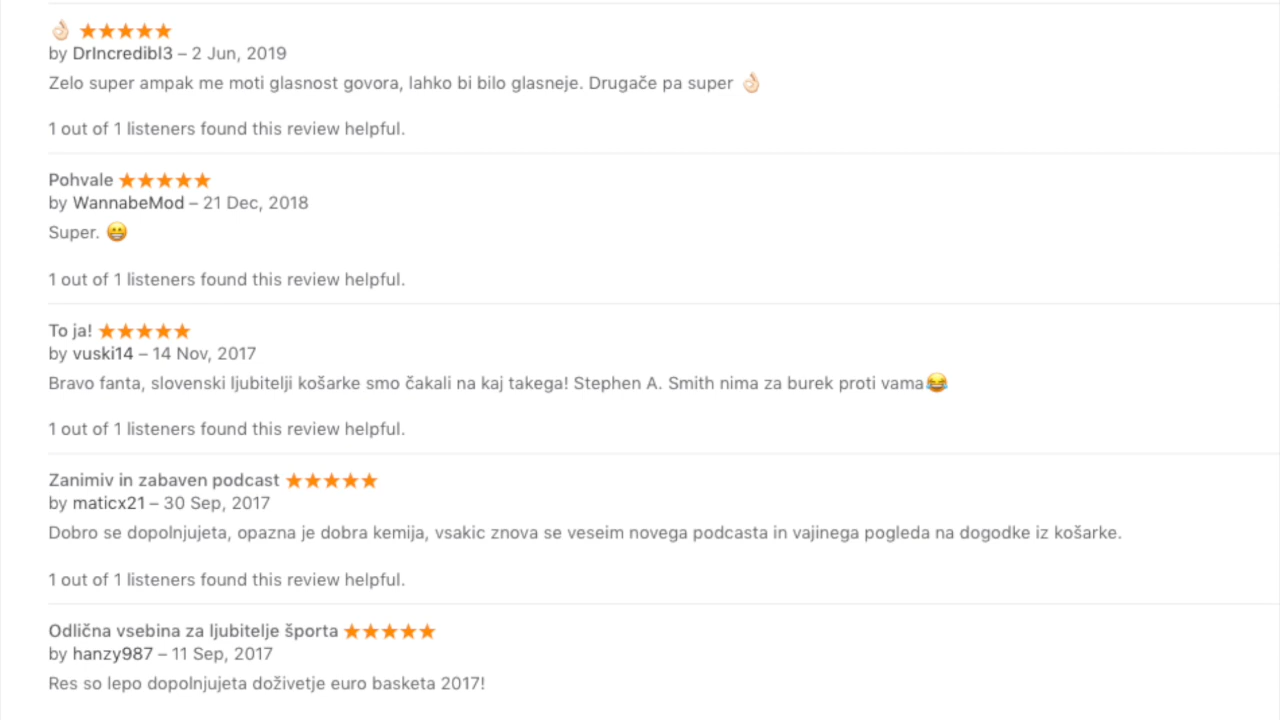 👌🏻 ★★★★★
by DrIncredibl3 – 2 Jun, 2019
Zelo super ampak me moti glasnost govora, lahko bi bilo glasneje. Drugače pa super 👌🏻
1 out of 1 listeners found this review helpful.
Pohvale ★★★★★
by WannabeMod – 21 Dec, 2018
Super. 😁
1 out of 1 listeners found this review helpful.
To ja! ★★★★★
by vuski14 – 14 Nov, 2017
Bravo fanta, slovenski ljubitelji košarke smo čakali na kaj takega! Stephen A. Smith nima za burek proti vama😂
1 out of 1 listeners found this review helpful.
Zanimiv in zabaven podcast ★★★★★
by maticx21 – 30 Sep, 2017
Dobro se dopolnjujeta, opazna je dobra kemija, vsakic znova se veseim novega podcasta in vajinega pogleda na dogodke iz košarke.
1 out of 1 listeners found this review helpful.
Odlična vsebina za ljubitelje športa ★★★★★
by hanzy987 – 11 Sep, 2017
Res so lepo dopolnjujeta doživetje euro basketa 2017!